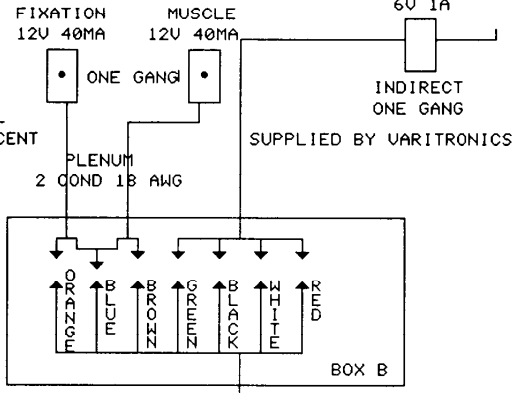 FIXATION
12V 40MA
MUSCLE
12V 40MA
6V 1A
ONE GANG
INDIRECT
ONE GANG
CENT
SUPPLIED BY VARITRONICS
PLENUM
2 COND 18 AWG
ORANGE
BLUE
BROWN
GREEN
BLACK
WHITE
RED
BOX B